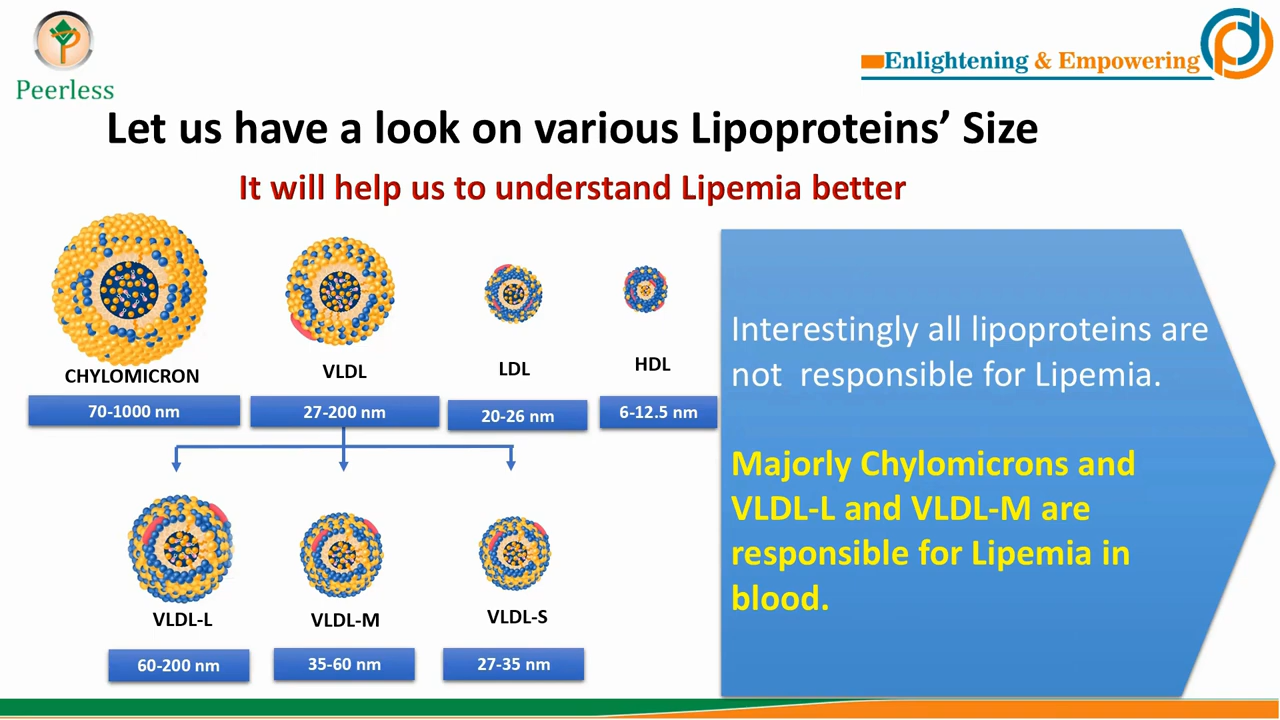 Peerless
Enlightening & Empowering
Let us have a look on various Lipoproteins’ Size
It will help us to understand Lipemia better
CHYLOMICRON
VLDL
LDL
HDL
70-1000 nm
27-200 nm
20-26 nm
6-12.5 nm
VLDL-L
VLDL-M
VLDL-S
60-200 nm
35-60 nm
27-35 nm
Interestingly all lipoproteins are
not responsible for Lipemia.
Majorly Chylomicrons and
VLDL-L and VLDL-M are
responsible for Lipemia in
blood.